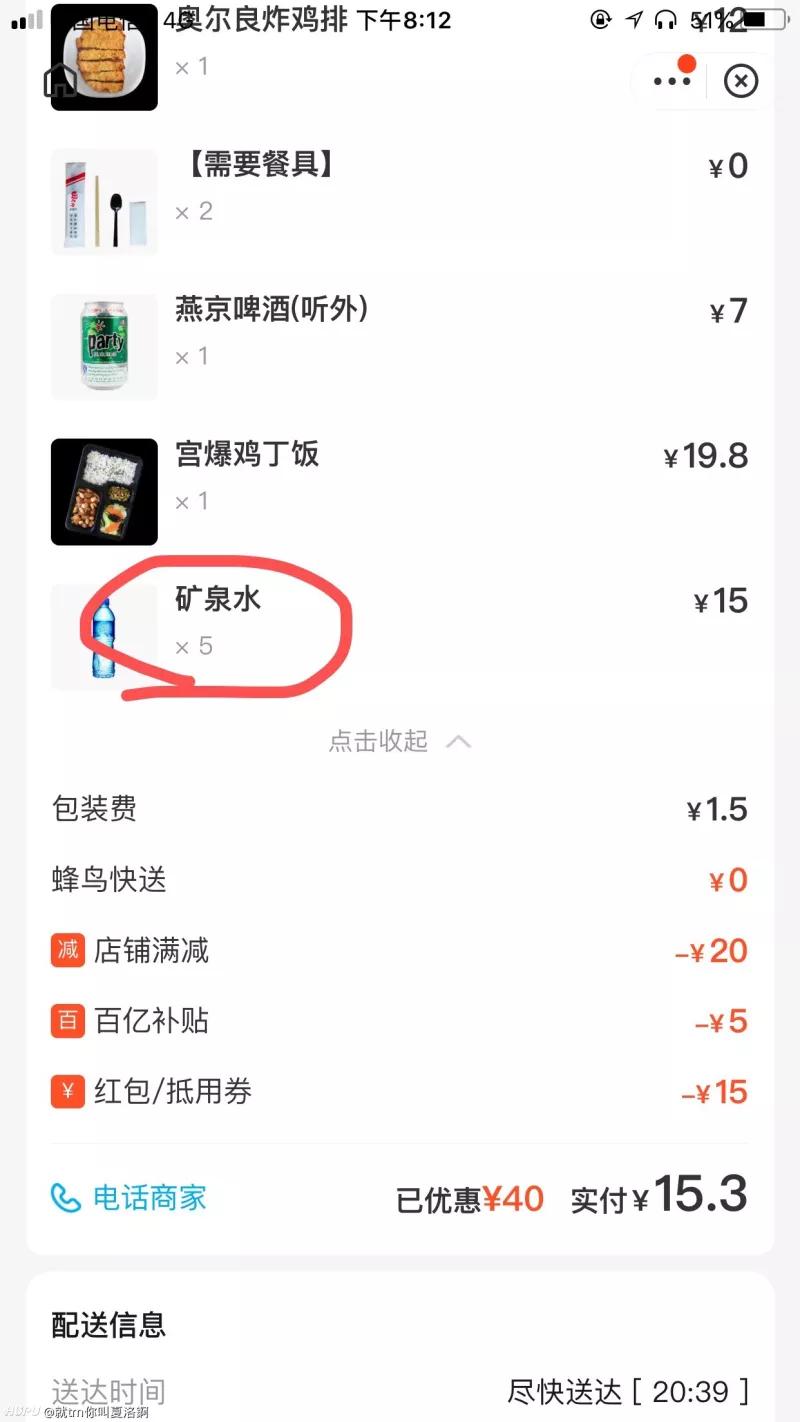 4G 下午8:12 51%
奥尔良炸鸡排 ¥12
× 1
【需要餐具】 ¥0
× 2
燕京啤酒(听外) ¥7
× 1
party
宫爆鸡丁饭 ¥19.8
× 1
矿泉水 ¥15
× 5
点击收起
包装费 ¥1.5
蜂鸟快送 ¥0
减 店铺满减 -¥20
百 百亿补贴 -¥5
¥ 红包/抵用券 -¥15
电话商家 已优惠¥40 实付¥15.3
配送信息
送达时间 尽快送达 [ 20:39 ]
@就tm你叫夏洛啊